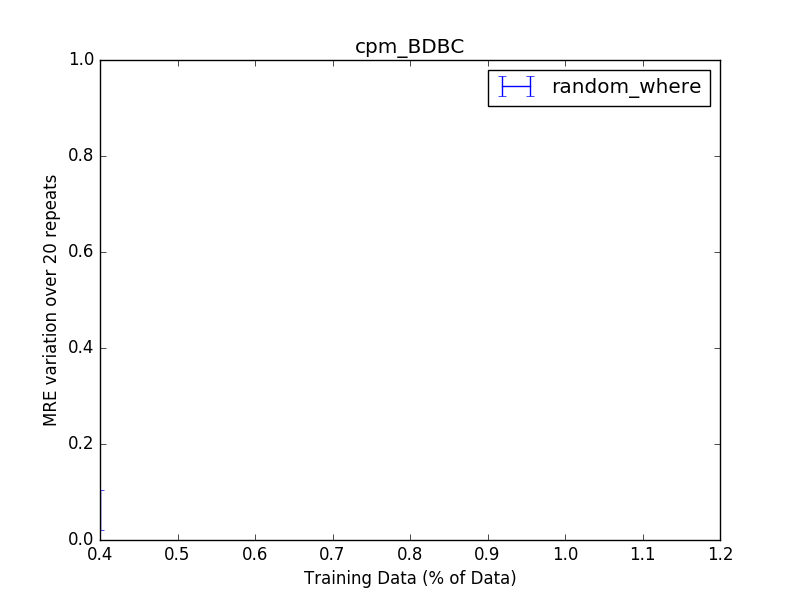 cpm_BDBC
random_where
MRE variation over 20 repeats
1.0
0.8
0.6
0.4
0.2
0.0
0.4 0.5 0.6 0.7 0.8 0.9 1.0 1.1 1.2
Training Data (% of Data)